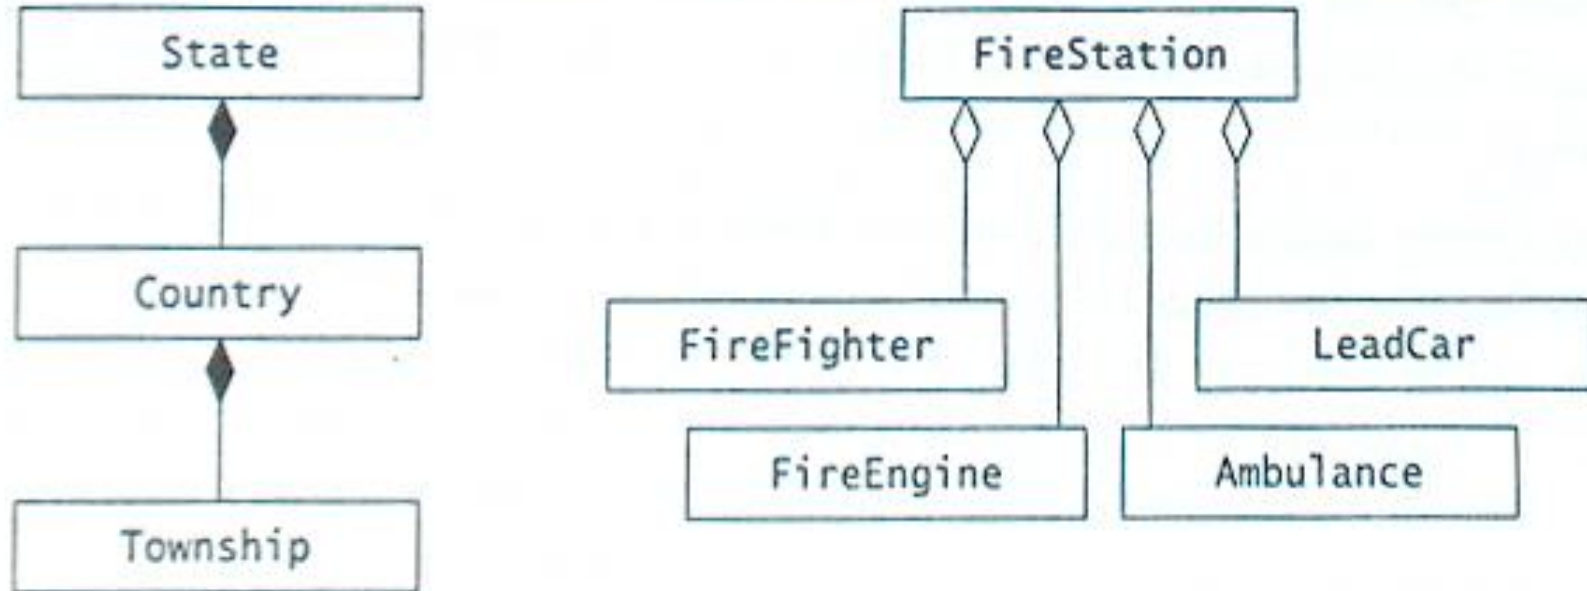 State
FireStation
Country
FireFighter
LeadCar
FireEngine
Ambulance
Township